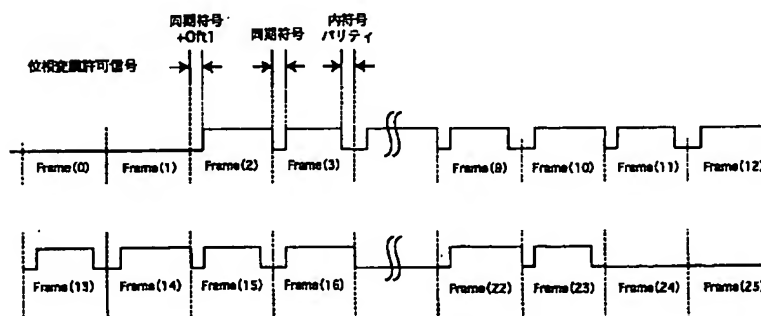 同期符号
+Oft1
同期符号
内符号
パリティ
位相変調許可信号
Frame(0)
Frame(1)
Frame(2)
Frame(3)
Frame(9)
Frame(10)
Frame(11)
Frame(12)
Frame(13)
Frame(14)
Frame(15)
Frame(16)
Frame(22)
Frame(23)
Frame(24)
Frame(25)